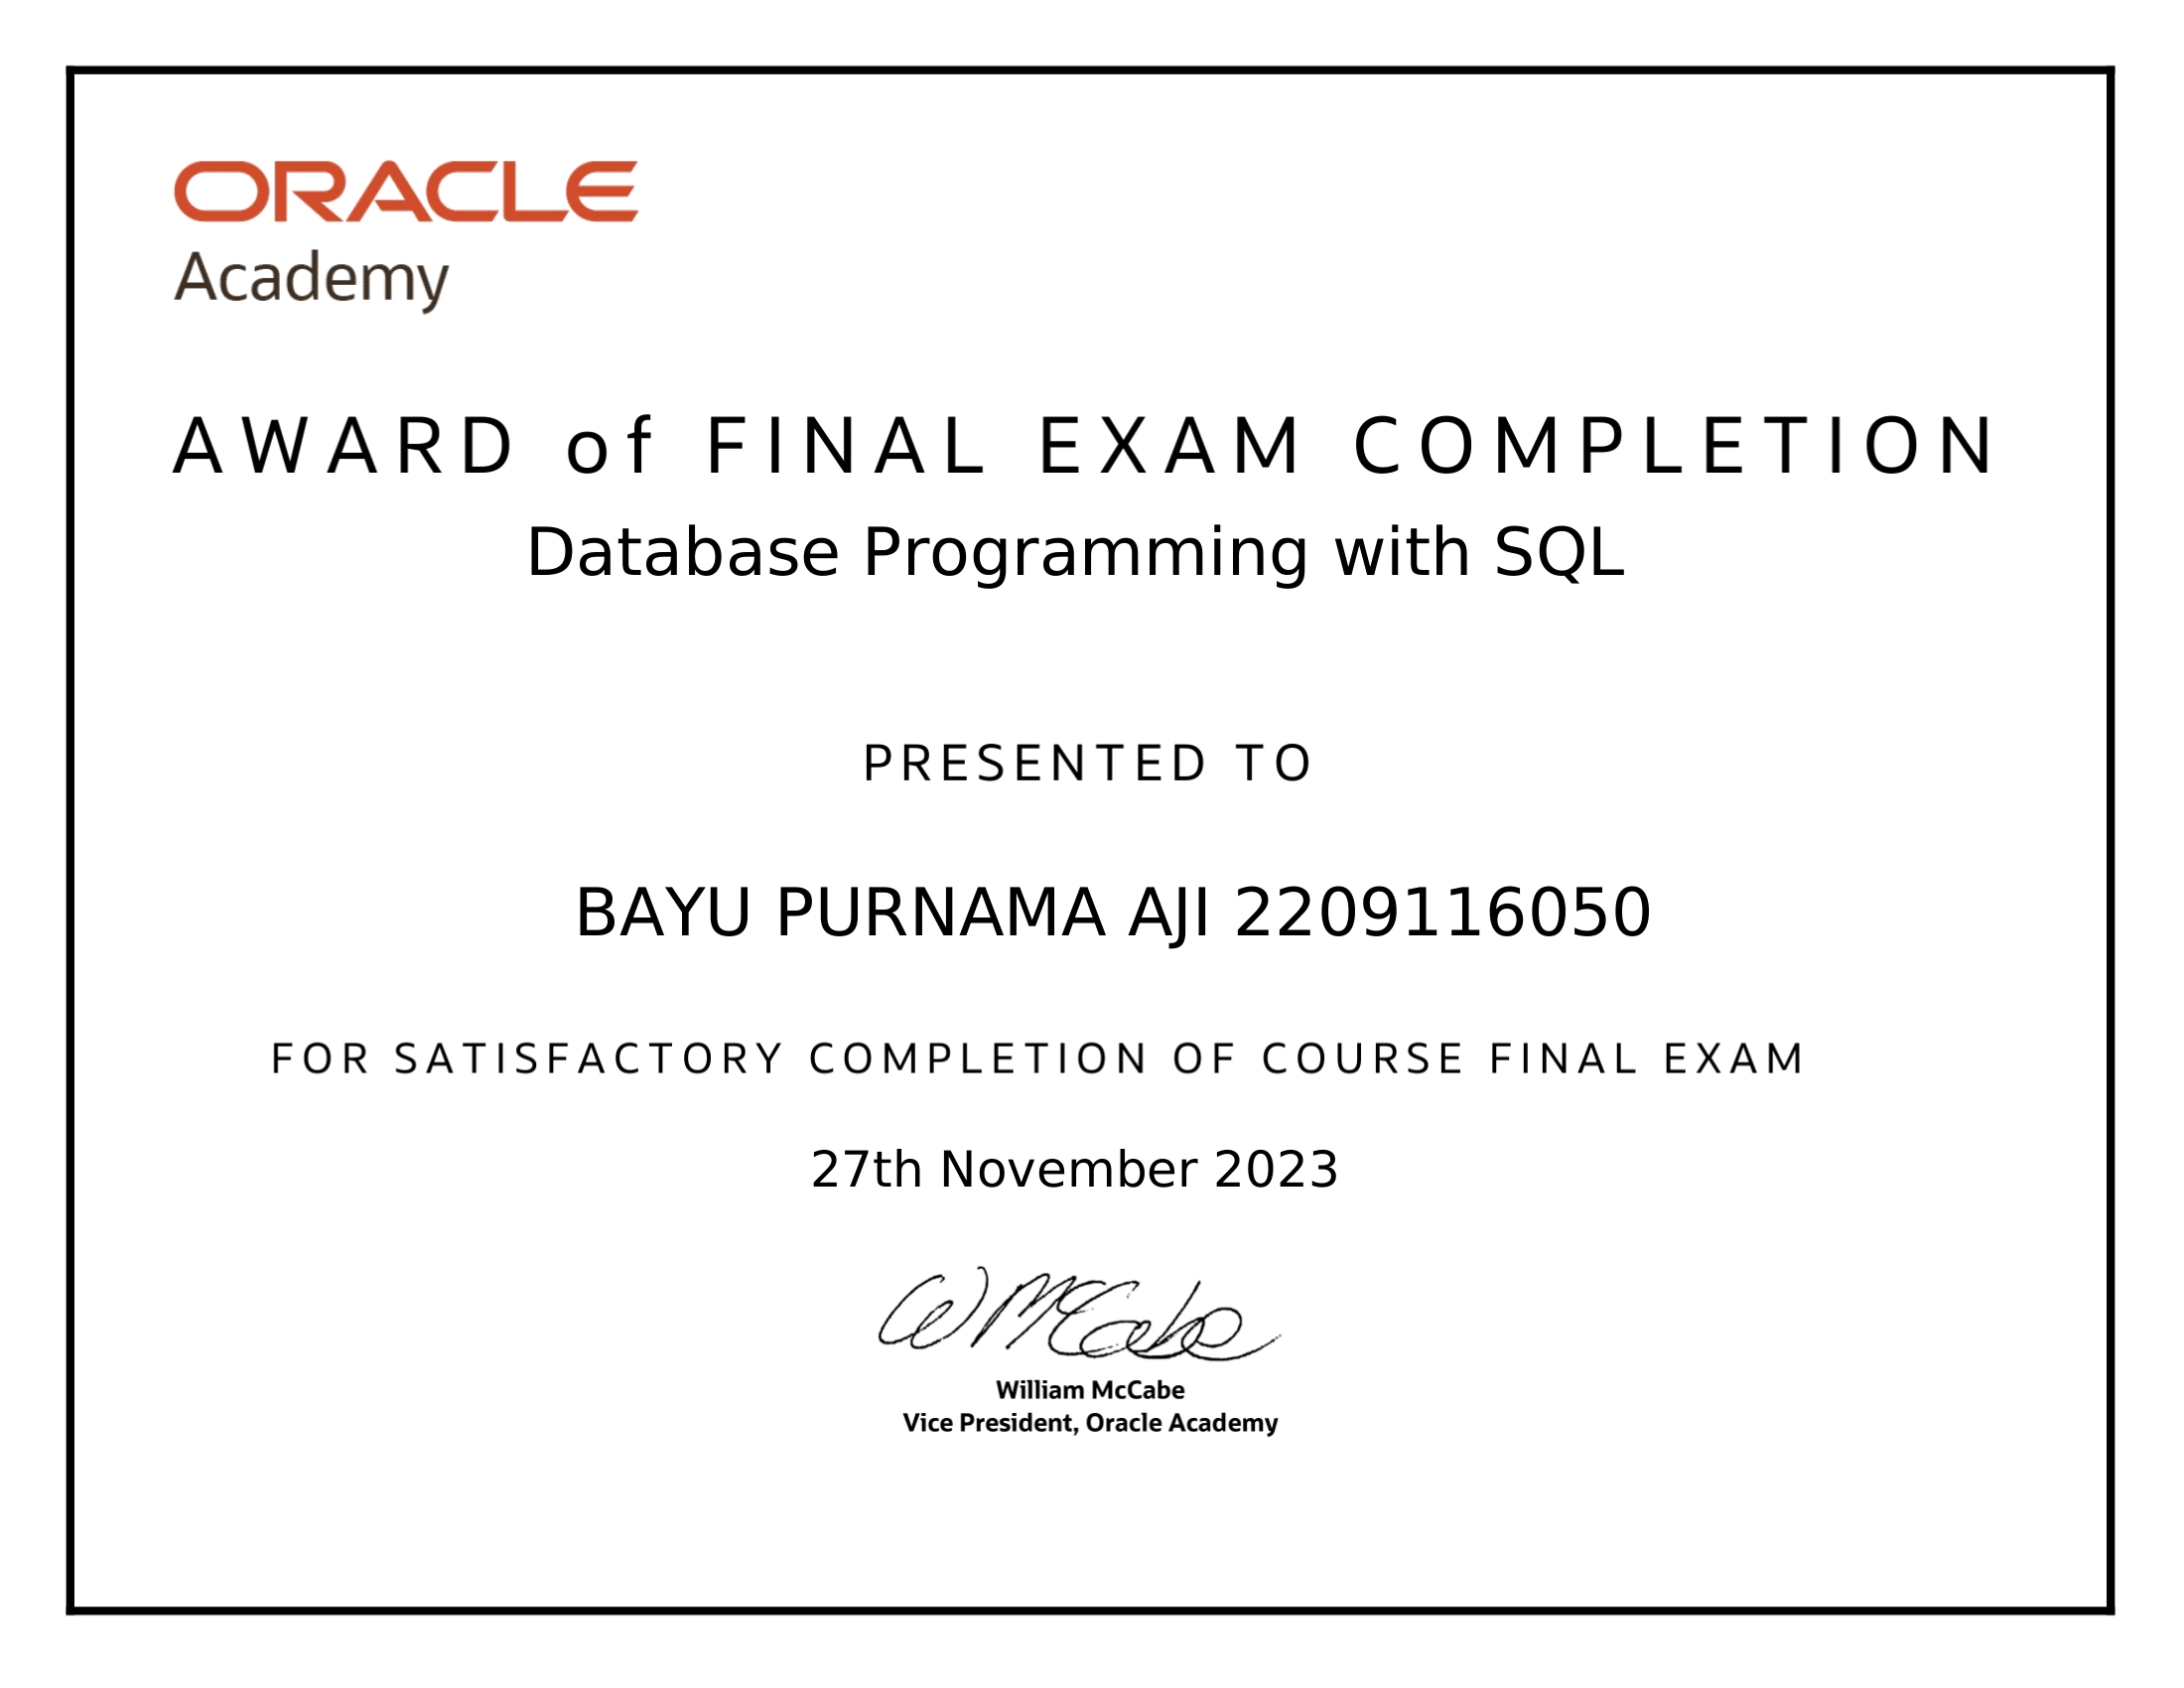 ORACLE
Academy
AWARD of FINAL EXAM COMPLETION
Database Programming with SQL
PRESENTED TO
BAYU PURNAMA AJI 2209116050
FOR SATISFACTORY COMPLETION OF COURSE FINAL EXAM
27th November 2023
W McCabe
William McCabe
Vice President, Oracle Academy